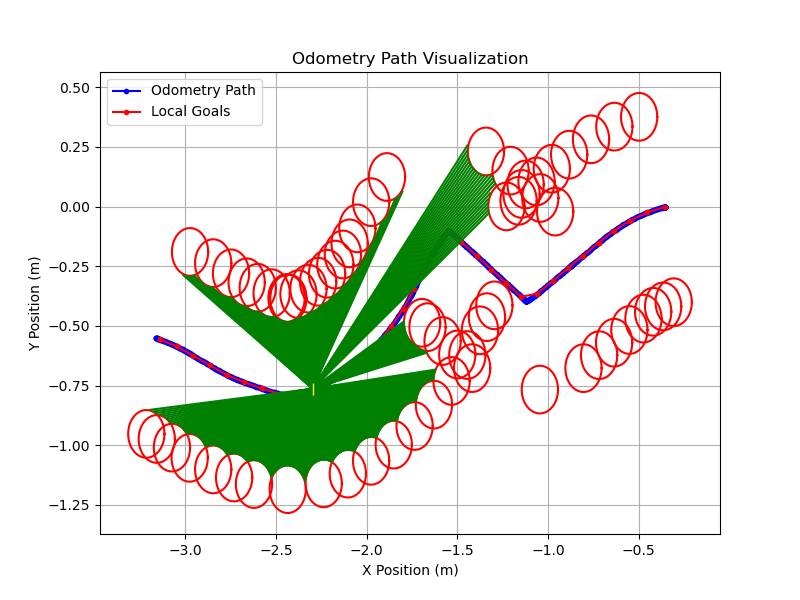 Odometry Path Visualization
Odometry Path
Local Goals
Y Position (m)
0.50
0.25
0.00
−0.25
−0.50
−0.75
−1.00
−1.25
−3.0 −2.5 −2.0 −1.5 −1.0 −0.5
X Position (m)